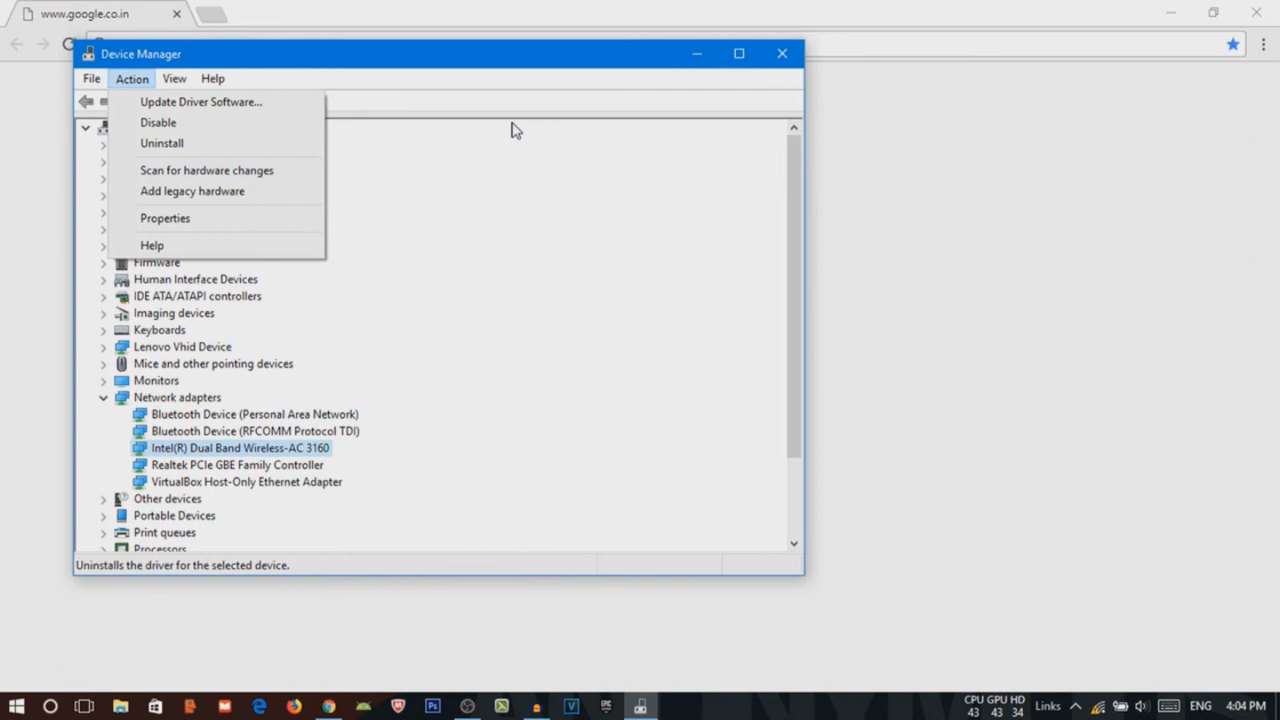 www.google.co.in
Device Manager
File Action View Help
Update Driver Software...
Disable
Uninstall
Scan for hardware changes
Add legacy hardware
Properties
Help
Firmware
Human Interface Devices
IDE ATA/ATAPI controllers
Imaging devices
Keyboards
Lenovo Vhid Device
Mice and other pointing devices
Monitors
Network adapters
Bluetooth Device (Personal Area Network)
Bluetooth Device (RFCOMM Protocol TDI)
Intel(R) Dual Band Wireless-AC 3160
Realtek PCIe GBE Family Controller
VirtualBox Host-Only Ethernet Adapter
Other devices
Portable Devices
Print queues
Processors
Uninstalls the driver for the selected device.
CPU GPU HD
43 43 34
Links
ENG
4:04 PM